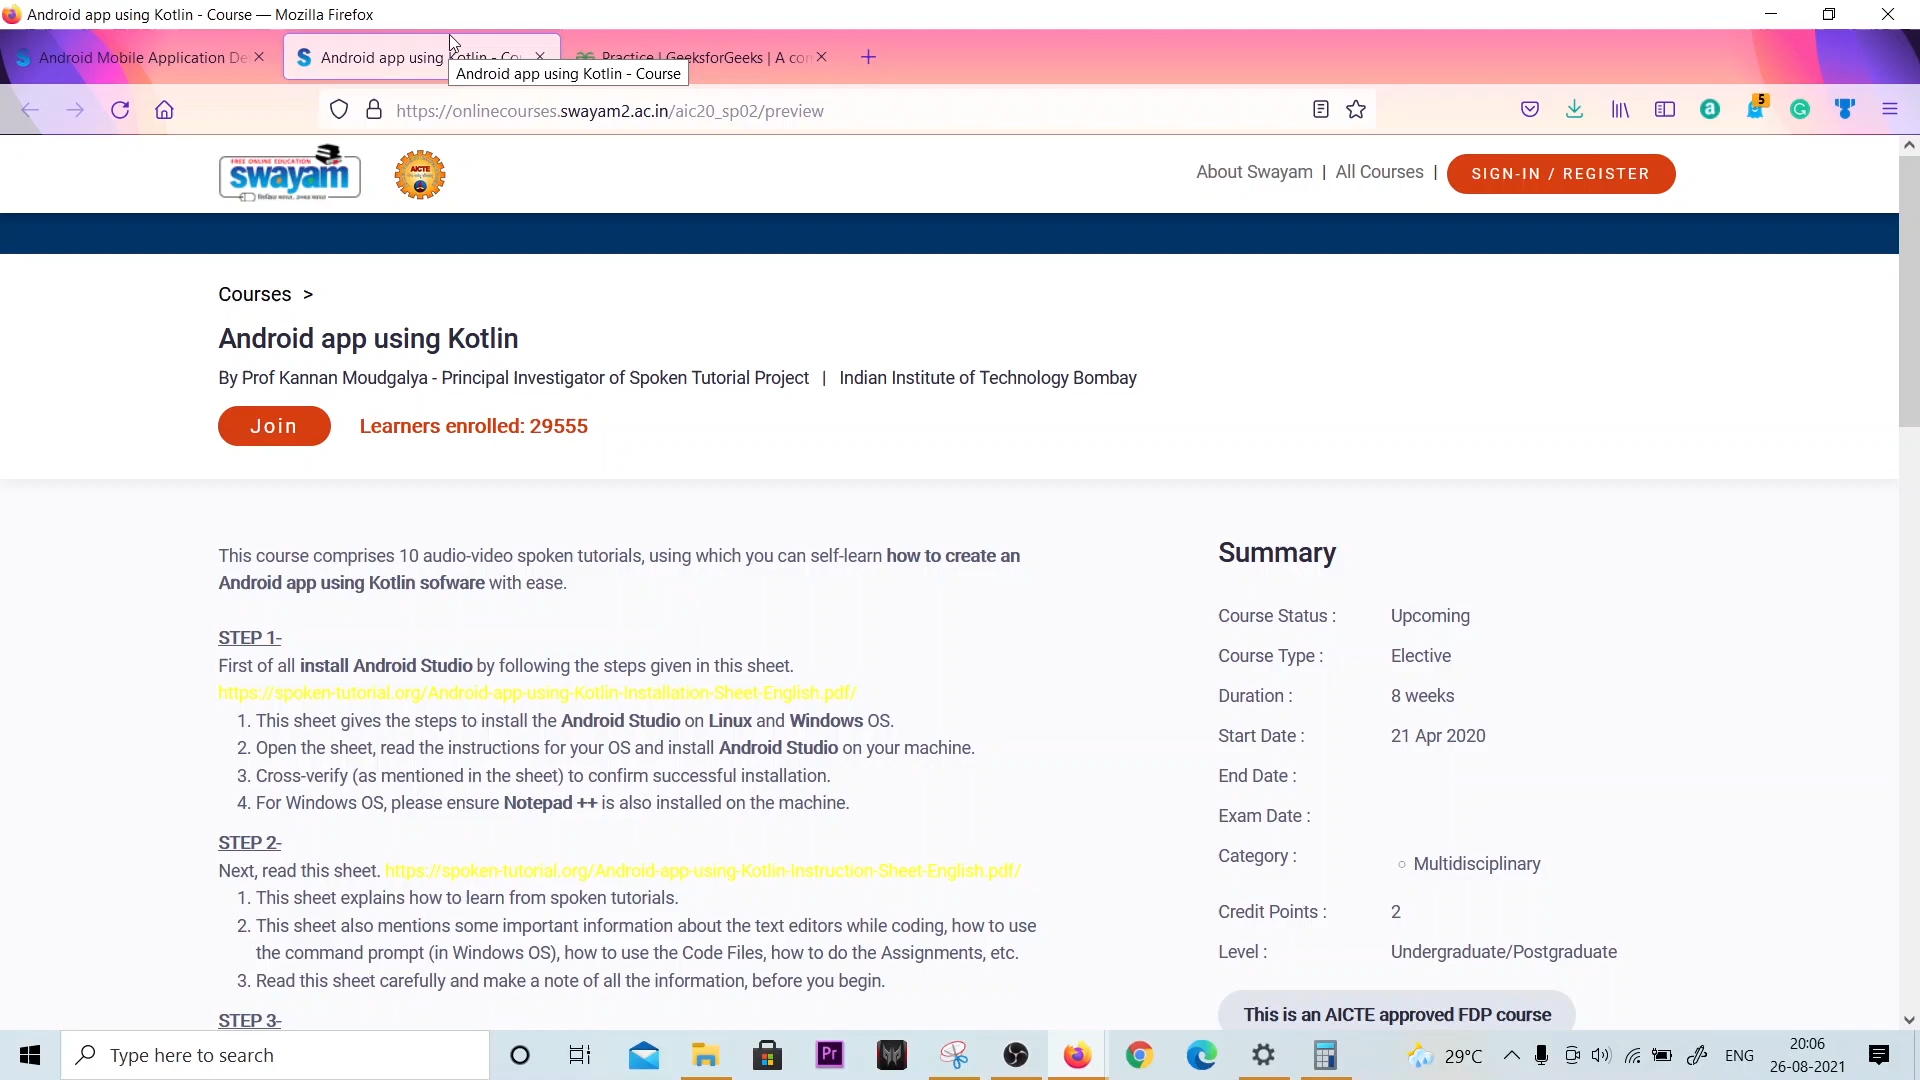 Android app using Kotlin - Course — Mozilla Firefox
Android Mobile Application De
Android app using Kotlin - Co
Practice | GeeksforGeeks | A com
Android app using Kotlin - Course
https://onlinecourses.swayam2.ac.in/aic20_sp02/preview
5
FREE ONLINE EDUCATION
swayam
AICTE
About Swayam | All Courses | SIGN-IN / REGISTER
Courses >
Android app using Kotlin
By Prof Kannan Moudgalya - Principal Investigator of Spoken Tutorial Project | Indian Institute of Technology Bombay
Join
Learners enrolled: 29555
This course comprises 10 audio-video spoken tutorials, using which you can self-learn how to create an
Android app using Kotlin sofware with ease.
STEP 1-
First of all install Android Studio by following the steps given in this sheet.
https://spoken-tutorial.org/Android-app-using-Kotlin-Installation-Sheet-English.pdf/
1. This sheet gives the steps to install the Android Studio on Linux and Windows OS.
2. Open the sheet, read the instructions for your OS and install Android Studio on your machine.
3. Cross-verify (as mentioned in the sheet) to confirm successful installation.
4. For Windows OS, please ensure Notepad ++ is also installed on the machine.
STEP 2-
Next, read this sheet. https://spoken-tutorial.org/Android-app-using-Kotlin-Instruction-Sheet-English.pdf/
1. This sheet explains how to learn from spoken tutorials.
2. This sheet also mentions some important information about the text editors while coding, how to use
the command prompt (in Windows OS), how to use the Code Files, how to do the Assignments, etc.
3. Read this sheet carefully and make a note of all the information, before you begin.
STEP 3-
Summary
Course Status : Upcoming
Course Type : Elective
Duration : 8 weeks
Start Date : 21 Apr 2020
End Date :
Exam Date :
Category : Multidisciplinary
Credit Points : 2
Level : Undergraduate/Postgraduate
This is an AICTE approved FDP course
Type here to search
Pr
29°C
ENG
20:06
26-08-2021